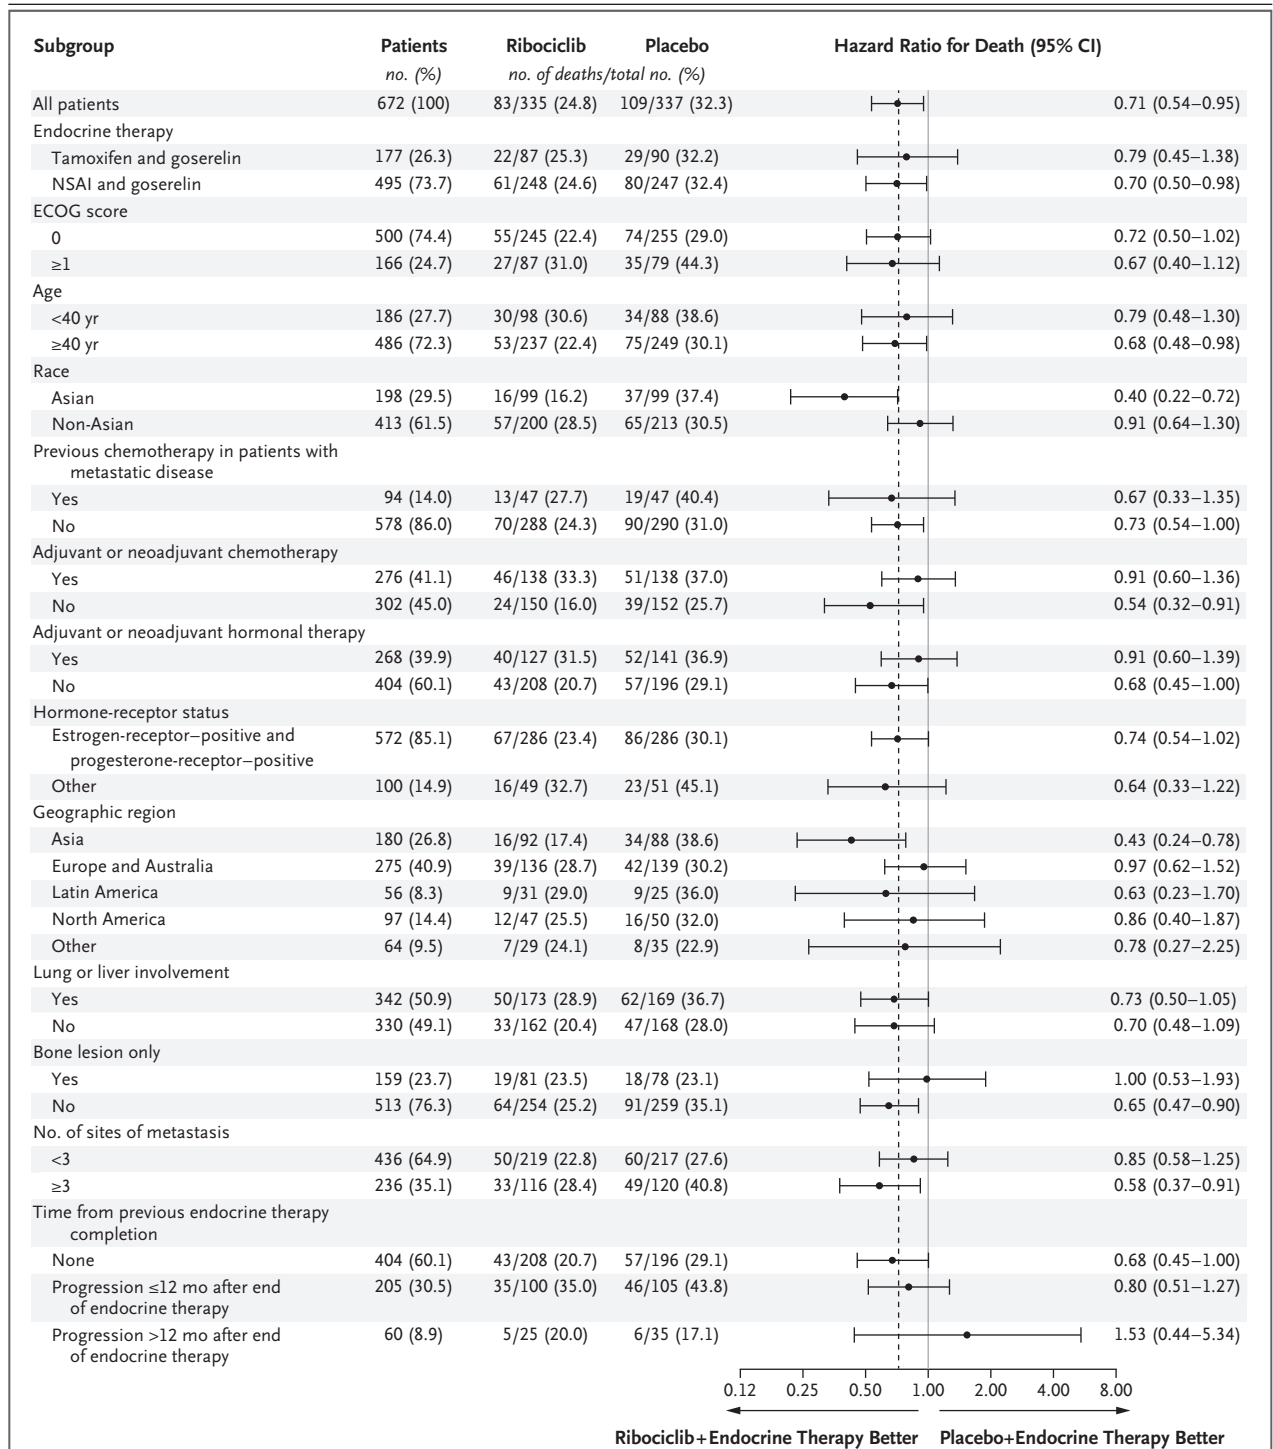 Subgroup Patients Ribociclib Placebo Hazard Ratio for Death (95% CI)
no. (%) no. of deaths/total no. (%)
All patients 672 (100) 83/335 (24.8) 109/337 (32.3) 0.71 (0.54–0.95)
Endocrine therapy
Tamoxifen and goserelin 177 (26.3) 22/87 (25.3) 29/90 (32.2) 0.79 (0.45–1.38)
NSAI and goserelin 495 (73.7) 61/248 (24.6) 80/247 (32.4) 0.70 (0.50–0.98)
ECOG score
0 500 (74.4) 55/245 (22.4) 74/255 (29.0) 0.72 (0.50–1.02)
≥1 166 (24.7) 27/87 (31.0) 35/79 (44.3) 0.67 (0.40–1.12)
Age
<40 yr 186 (27.7) 30/98 (30.6) 34/88 (38.6) 0.79 (0.48–1.30)
≥40 yr 486 (72.3) 53/237 (22.4) 75/249 (30.1) 0.68 (0.48–0.98)
Race
Asian 198 (29.5) 16/99 (16.2) 37/99 (37.4) 0.40 (0.22–0.72)
Non-Asian 413 (61.5) 57/200 (28.5) 65/213 (30.5) 0.91 (0.64–1.30)
Previous chemotherapy in patients with
metastatic disease
Yes 94 (14.0) 13/47 (27.7) 19/47 (40.4) 0.67 (0.33–1.35)
No 578 (86.0) 70/288 (24.3) 90/290 (31.0) 0.73 (0.54–1.00)
Adjuvant or neoadjuvant chemotherapy
Yes 276 (41.1) 46/138 (33.3) 51/138 (37.0) 0.91 (0.60–1.36)
No 302 (45.0) 24/150 (16.0) 39/152 (25.7) 0.54 (0.32–0.91)
Adjuvant or neoadjuvant hormonal therapy
Yes 268 (39.9) 40/127 (31.5) 52/141 (36.9) 0.91 (0.60–1.39)
No 404 (60.1) 43/208 (20.7) 57/196 (29.1) 0.68 (0.45–1.00)
Hormone-receptor status
Estrogen-receptor–positive and 572 (85.1) 67/286 (23.4) 86/286 (30.1) 0.74 (0.54–1.02)
progesterone-receptor–positive
Other 100 (14.9) 16/49 (32.7) 23/51 (45.1) 0.64 (0.33–1.22)
Geographic region
Asia 180 (26.8) 16/92 (17.4) 34/88 (38.6) 0.43 (0.24–0.78)
Europe and Australia 275 (40.9) 39/136 (28.7) 42/139 (30.2) 0.97 (0.62–1.52)
Latin America 56 (8.3) 9/31 (29.0) 9/25 (36.0) 0.63 (0.23–1.70)
North America 97 (14.4) 12/47 (25.5) 16/50 (32.0) 0.86 (0.40–1.87)
Other 64 (9.5) 7/29 (24.1) 8/35 (22.9) 0.78 (0.27–2.25)
Lung or liver involvement
Yes 342 (50.9) 50/173 (28.9) 62/169 (36.7) 0.73 (0.50–1.05)
No 330 (49.1) 33/162 (20.4) 47/168 (28.0) 0.70 (0.48–1.09)
Bone lesion only
Yes 159 (23.7) 19/81 (23.5) 18/78 (23.1) 1.00 (0.53–1.93)
No 513 (76.3) 64/254 (25.2) 91/259 (35.1) 0.65 (0.47–0.90)
No. of sites of metastasis
<3 436 (64.9) 50/219 (22.8) 60/217 (27.6) 0.85 (0.58–1.25)
≥3 236 (35.1) 33/116 (28.4) 49/120 (40.8) 0.58 (0.37–0.91)
Time from previous endocrine therapy
completion
None 404 (60.1) 43/208 (20.7) 57/196 (29.1) 0.68 (0.45–1.00)
Progression ≤12 mo after end 205 (30.5) 35/100 (35.0) 46/105 (43.8) 0.80 (0.51–1.27)
of endocrine therapy
Progression >12 mo after end 60 (8.9) 5/25 (20.0) 6/35 (17.1) 1.53 (0.44–5.34)
of endocrine therapy
0.12 0.25 0.50 1.00 2.00 4.00 8.00
Ribociclib+Endocrine Therapy Better Placebo+Endocrine Therapy Better